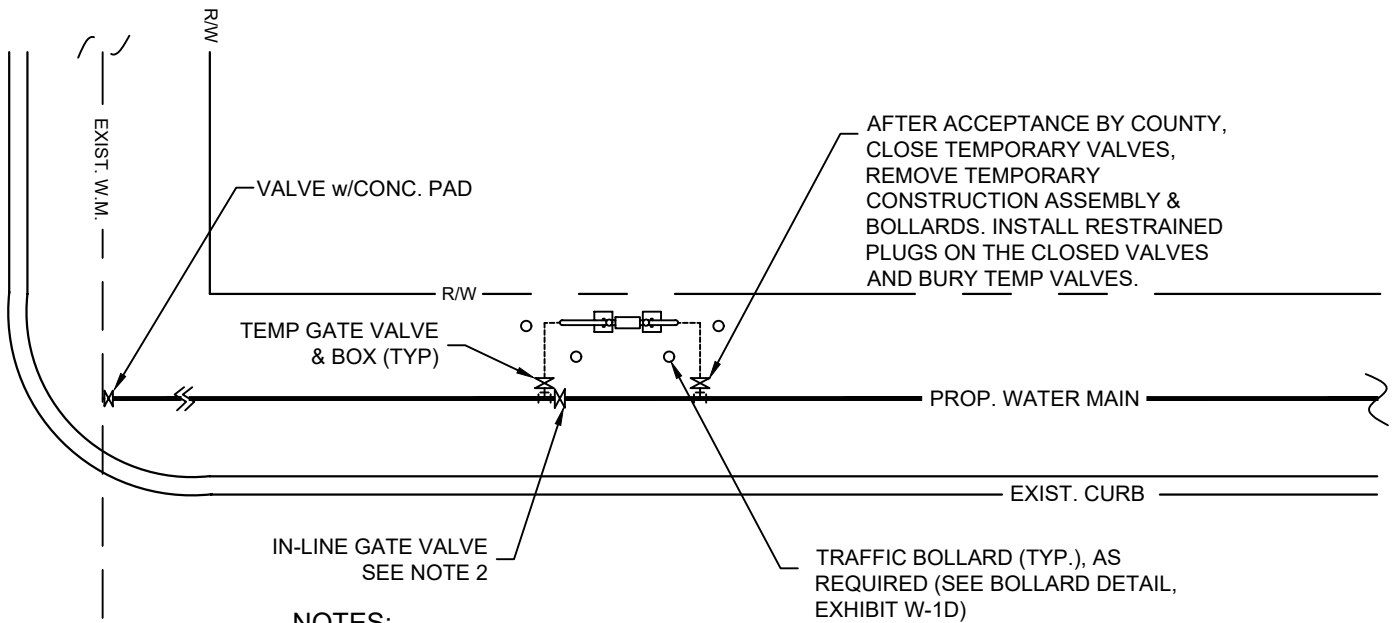 R/W
EXIST. W.M.
VALVE w/CONC. PAD
AFTER ACCEPTANCE BY COUNTY,
CLOSE TEMPORARY VALVES,
REMOVE TEMPORARY
CONSTRUCTION ASSEMBLY &
BOLLARDS. INSTALL RESTRAINED
PLUGS ON THE CLOSED VALVES
AND BURY TEMP VALVES.
R/W
TEMP GATE VALVE
& BOX (TYP)
PROP. WATER MAIN
EXIST. CURB
IN-LINE GATE VALVE
SEE NOTE 2
TRAFFIC BOLLARD (TYP.), AS
REQUIRED (SEE BOLLARD DETAIL,
EXHIBIT W-1D)
NOTES: